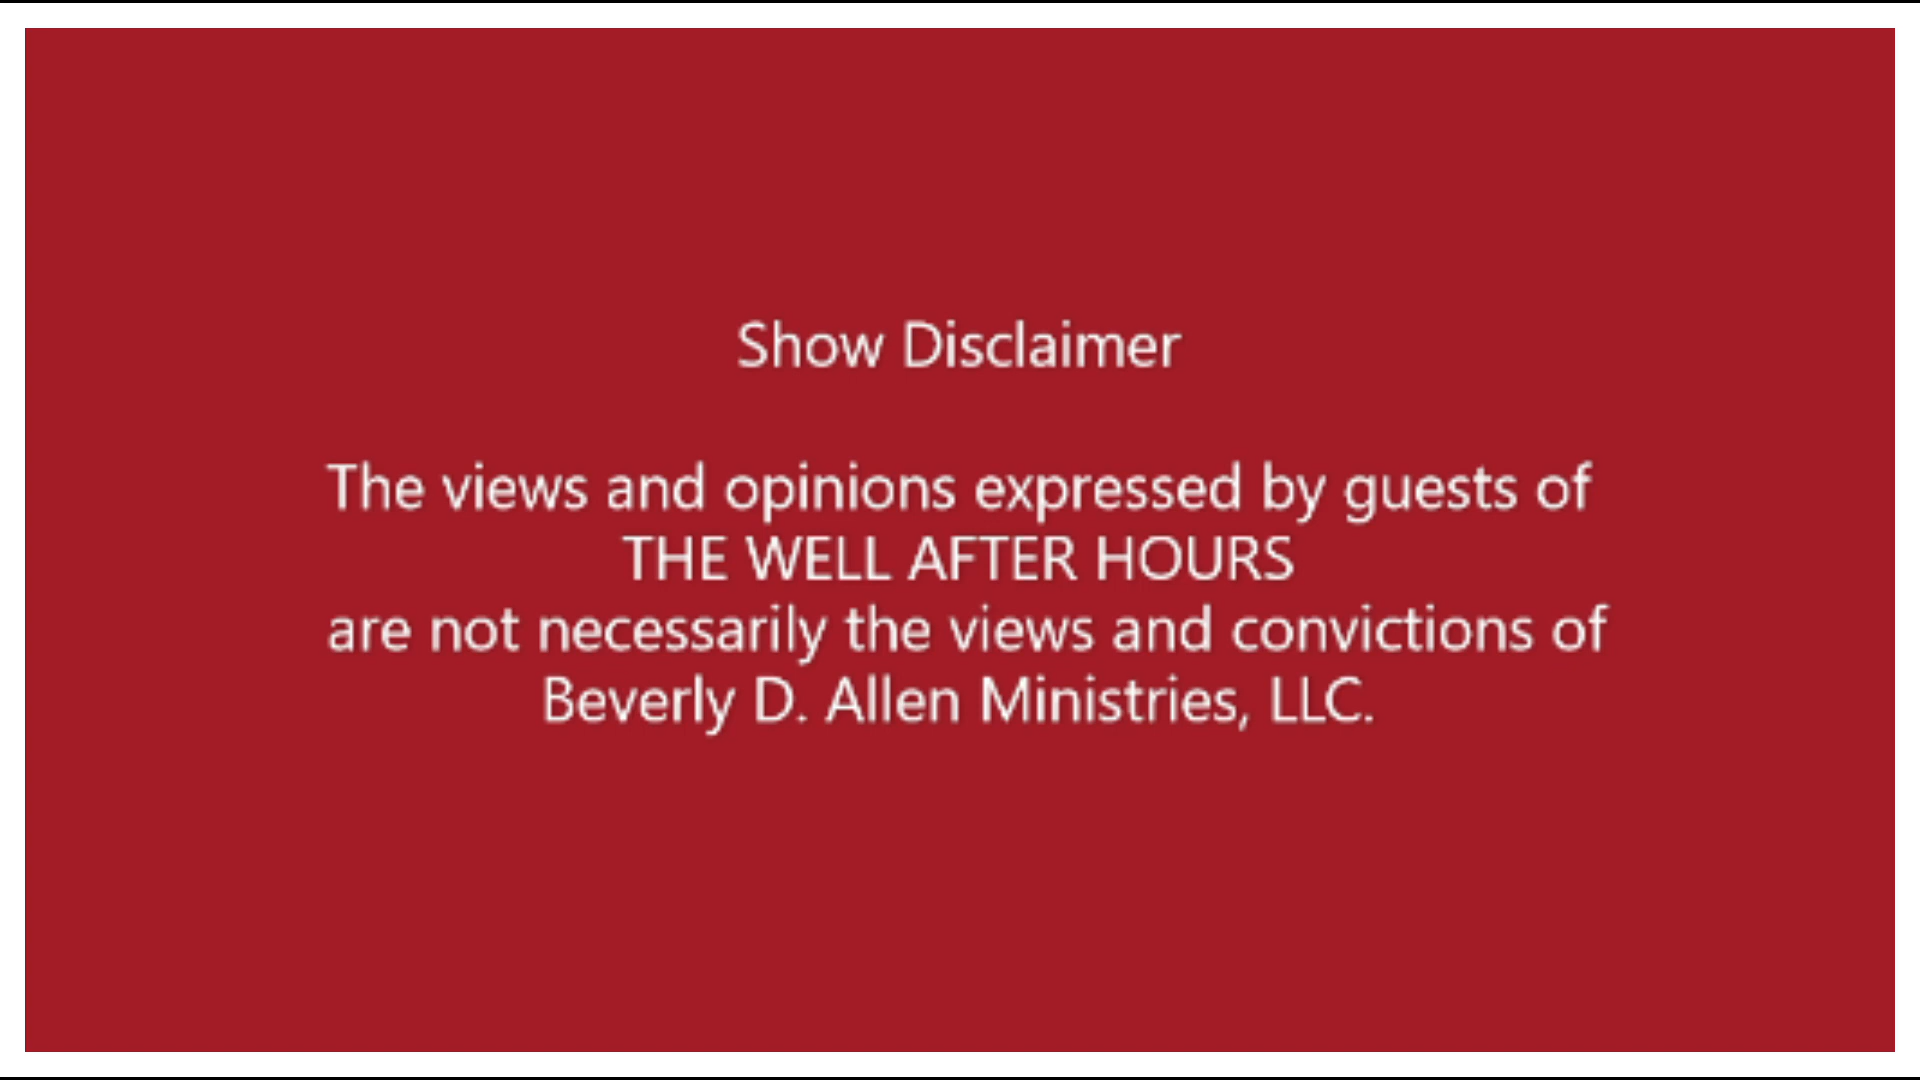 Show Disclaimer
The views and opinions expressed by guests of
THE WELL AFTER HOURS
are not necessarily the views and convictions of
Beverly D. Allen Ministries, LLC.